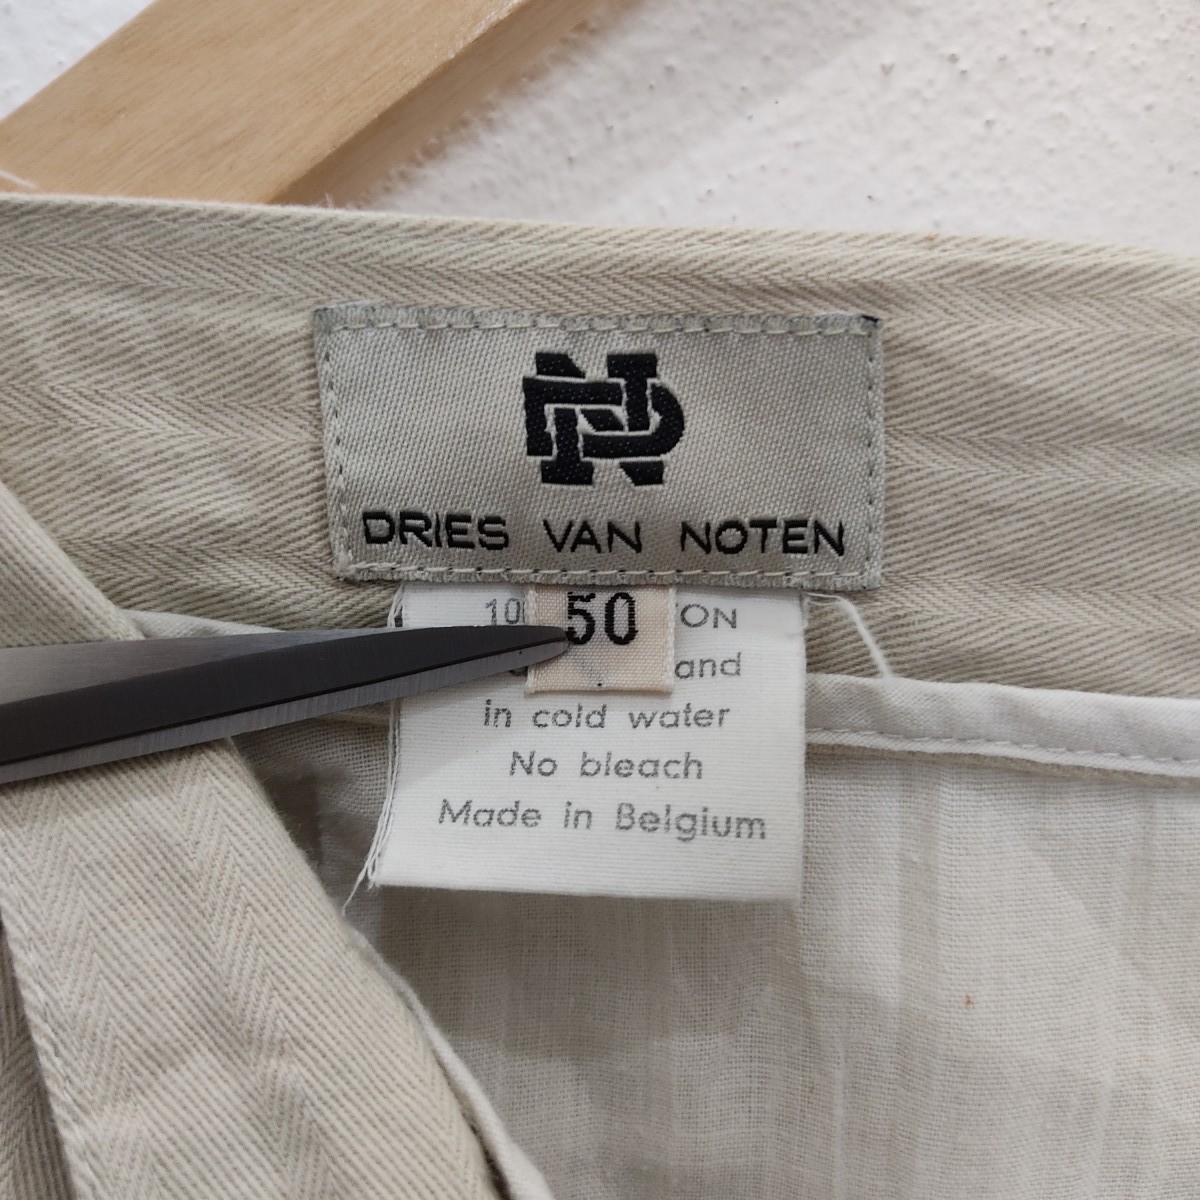 DRIES VAN NOTEN
50
10 ON
and
in cold water
No bleach
Made in Belgium